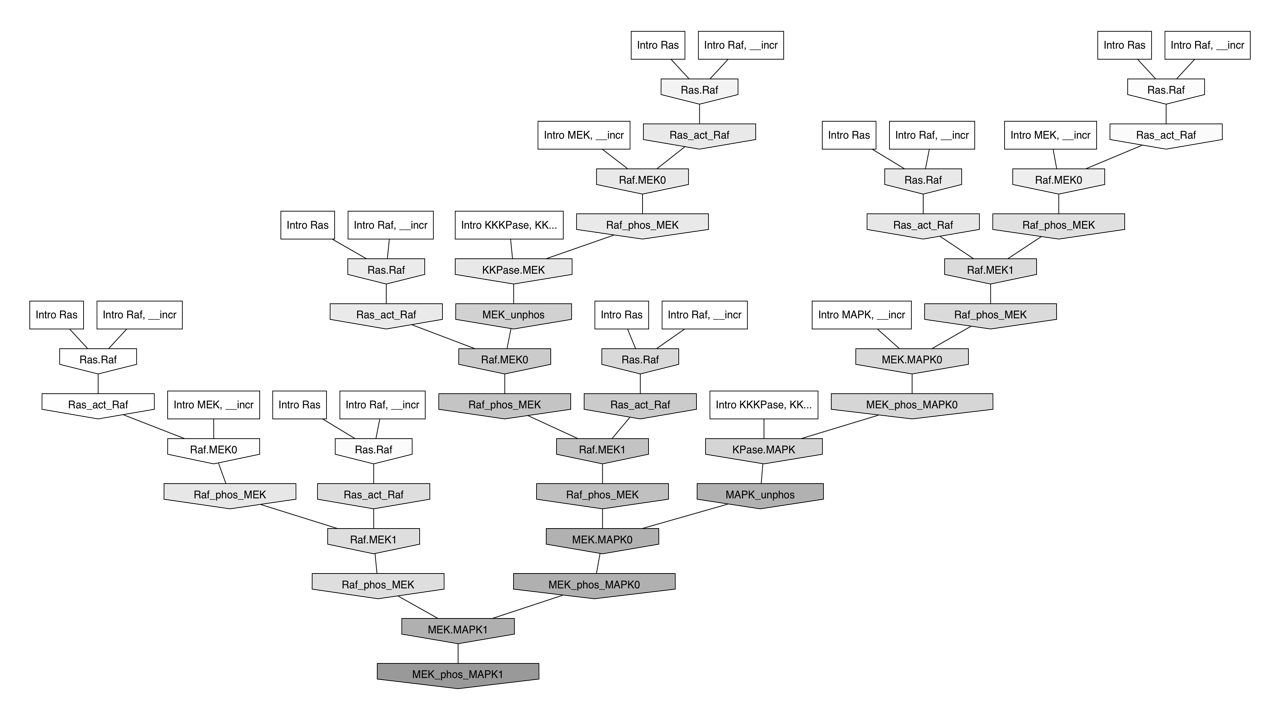 Intro Ras
Intro Raf, __incr
Intro Ras
Intro Raf, __incr
Ras.Raf
Ras.Raf
Intro MEK, __incr
Ras_act_Raf
Intro Ras
Intro Raf, __incr
Intro MEK, __incr
Ras_act_Raf
Raf.MEK0
Ras.Raf
Raf.MEK0
Intro Ras
Intro Raf, __incr
Intro KKKPase, KK...
Raf_phos_MEK
Ras_act_Raf
Raf_phos_MEK
Ras.Raf
KKPase.MEK
Raf.MEK1
Intro Ras
Intro Raf, __incr
Ras_act_Raf
MEK_unphos
Intro Ras
Intro Raf, __incr
Intro MAPK, __incr
Raf_phos_MEK
Ras.Raf
Raf.MEK0
Ras.Raf
MEK.MAPK0
Ras_act_Raf
Intro MEK, __incr
Intro Ras
Intro Raf, __incr
Raf_phos_MEK
Ras_act_Raf
Intro KKKPase, KK...
MEK_phos_MAPK0
Raf.MEK0
Ras.Raf
Raf.MEK1
KPase.MAPK
Raf_phos_MEK
Ras_act_Raf
Raf_phos_MEK
MAPK_unphos
Raf.MEK1
MEK.MAPK0
Raf_phos_MEK
MEK_phos_MAPK0
MEK.MAPK1
MEK_phos_MAPK1